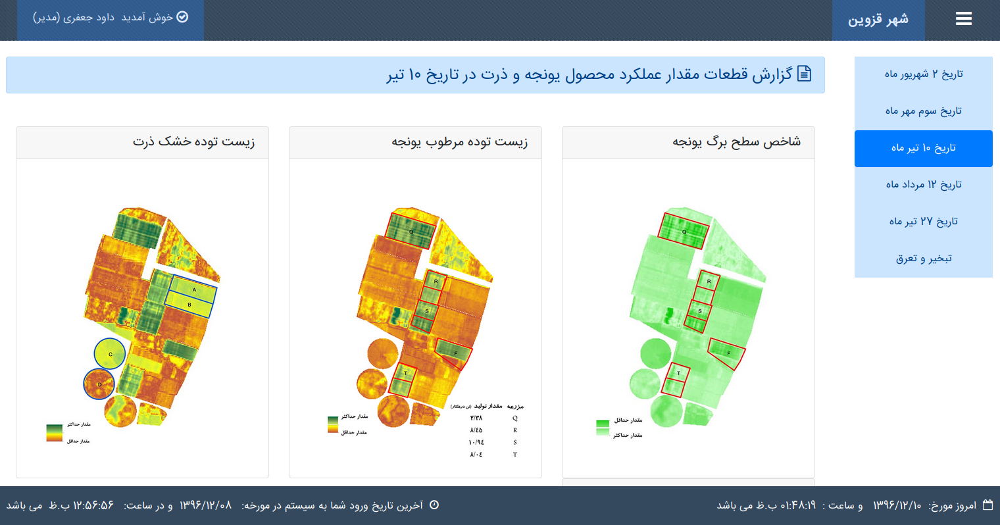 شهر قزوین
خوش آمدید داود جعفری (مدیر)
تاریخ ۲ شهریور ماه
تاریخ سوم مهر ماه
تاریخ ۱۰ تیر ماه
تاریخ ۱۲ مرداد ماه
تاریخ ۲۷ تیر ماه
تبخیر و تعرق
گزارش قطعات مقدار عملکرد محصول یونجه و ذرت در تاریخ ۱۰ تیر
شاخص سطح برگ یونجه
Q
R
S
F
T
مقدار حداقل
مقدار حداکثر
زیست توده مرطوب یونجه
Q
R
S
F
T
مقدار حداکثر
مقدار حداقل
مزرعه مقدار تولید (تن در هکتار)
Q ۲/۳۸
R ۸/٤٥
S ۱۰/۹٤
T ۸/۰٤
زیست توده خشک ذرت
A
B
C
D
مقدار حداکثر
مقدار حداقل
امروز مورخ: ۱۳۹۶/۱۲/۱۰ و ساعت : ۰۱:۴۸:۱۹ ب.ظ می باشد
آخرین تاریخ ورود شما به سیستم در مورخه: ۱۳۹۶/۱۲/۰۸ و در ساعت: ۱۲:۵۶:۵۶ ب.ظ می باشد